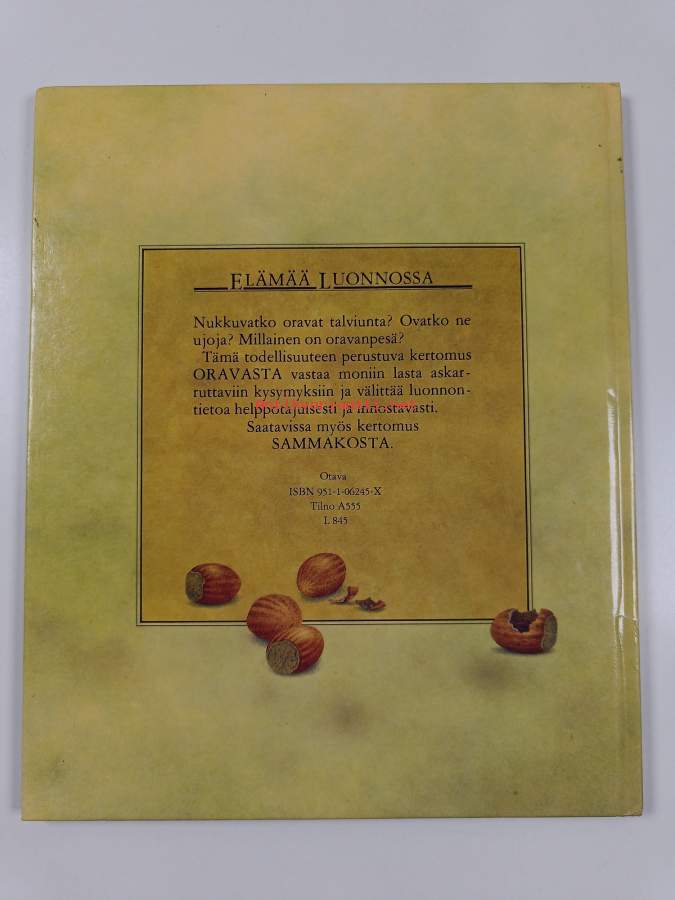 ELÄMÄÄ LUONNOSSA
Nukkuvatko oravat talviunta? Ovatko ne
ujoja? Millainen on oravanpesä?
Tämä todellisuuteen perustuva kertomus
ORAVASTA vastaa moniin lasta askar-
ruttaviin kysymyksiin ja välittää luonnon-
tietoa helppotajuisesti ja innostavasti.
Saatavissa myös kertomus
SAMMAKOSTA.
Otava
ISBN 951-1-06245-X
Tilno A555
L 845